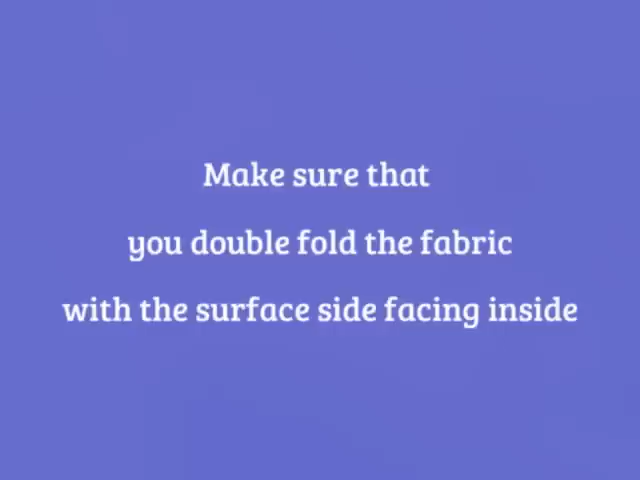 Make sure that
you double fold the fabric
with the surface side facing inside